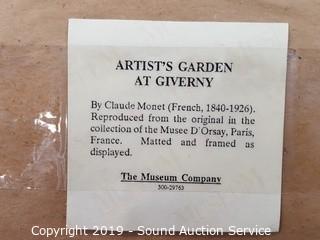 ARTIST'S GARDEN
AT GIVERNY
By Claude Monet (French, 1840-1926).
Reproduced from the original in the
collection of the Musee D'Orsay, Paris,
France. Matted and framed as
displayed.
The Museum Company
300-29763
Copyright 2019 - Sound Auction Service